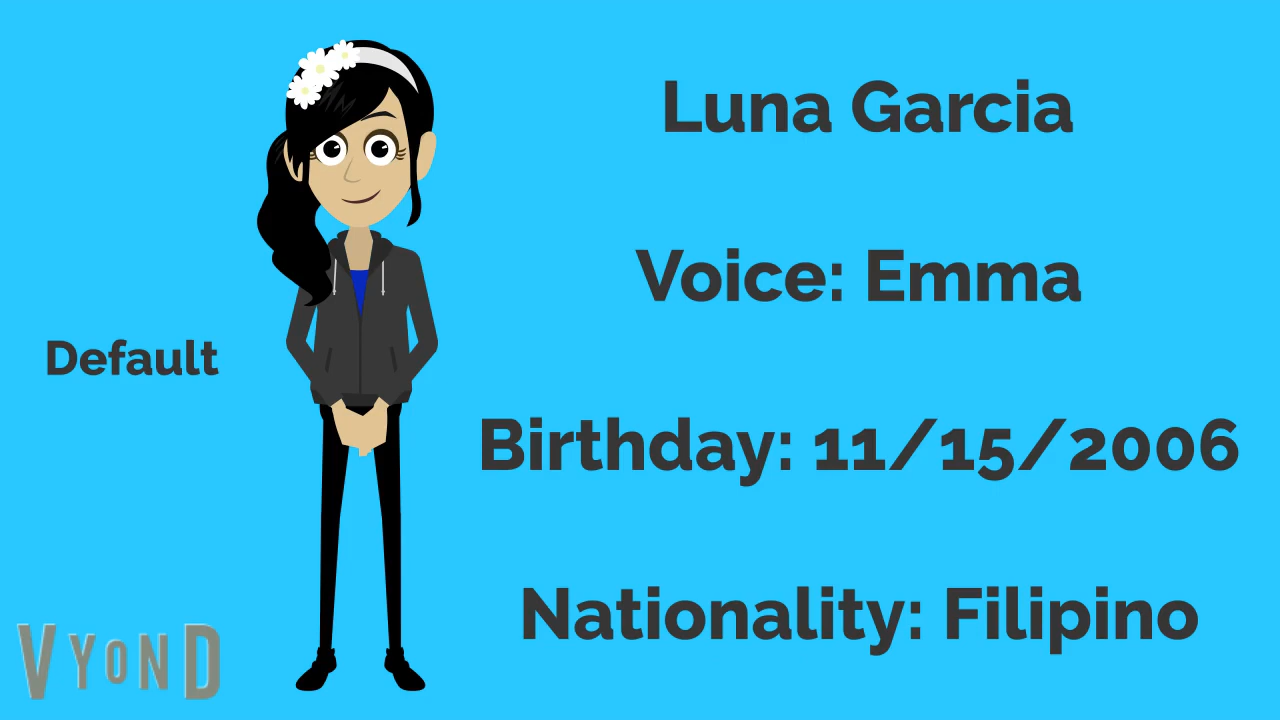 Luna Garcia
Voice: Emma
Default
Birthday: 11/15/2006
Nationality: Filipino
VYOND